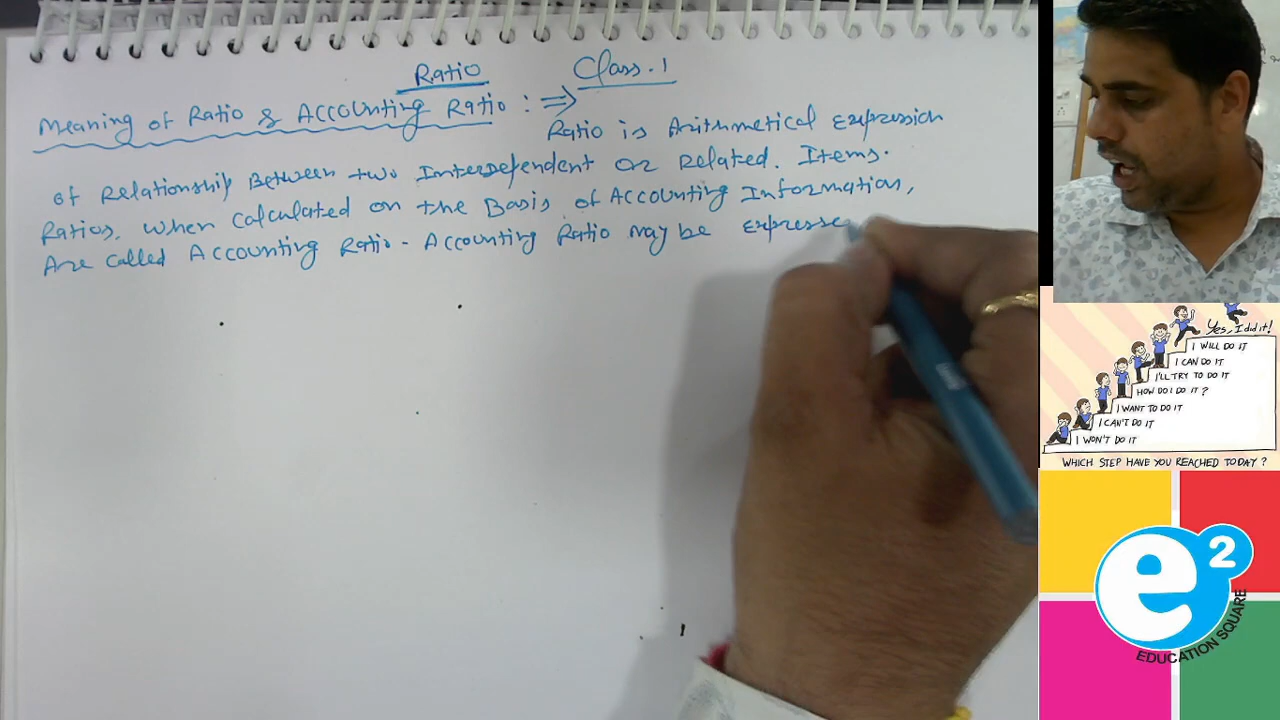 Ratio Class.1
Meaning of Ratio & Accounting Ratio : ⇒
Ratio is Arithmetical expression
of Relationship Between two Interdependent or Related. Items.
Ratios, when calculated on the Basis of Accounting Information,
Are called Accounting Ratio - Accounting Ratio may be expresse
Yes, I did it!
I WILL DO IT
I CAN DO IT
I'LL TRY TO DO IT
HOW DO I DO IT?
I WANT TO DO IT
I CAN'T DO IT
I WON'T DO IT
WHICH STEP HAVE YOU REACHED TODAY?
e2
EDUCATION SQUARE